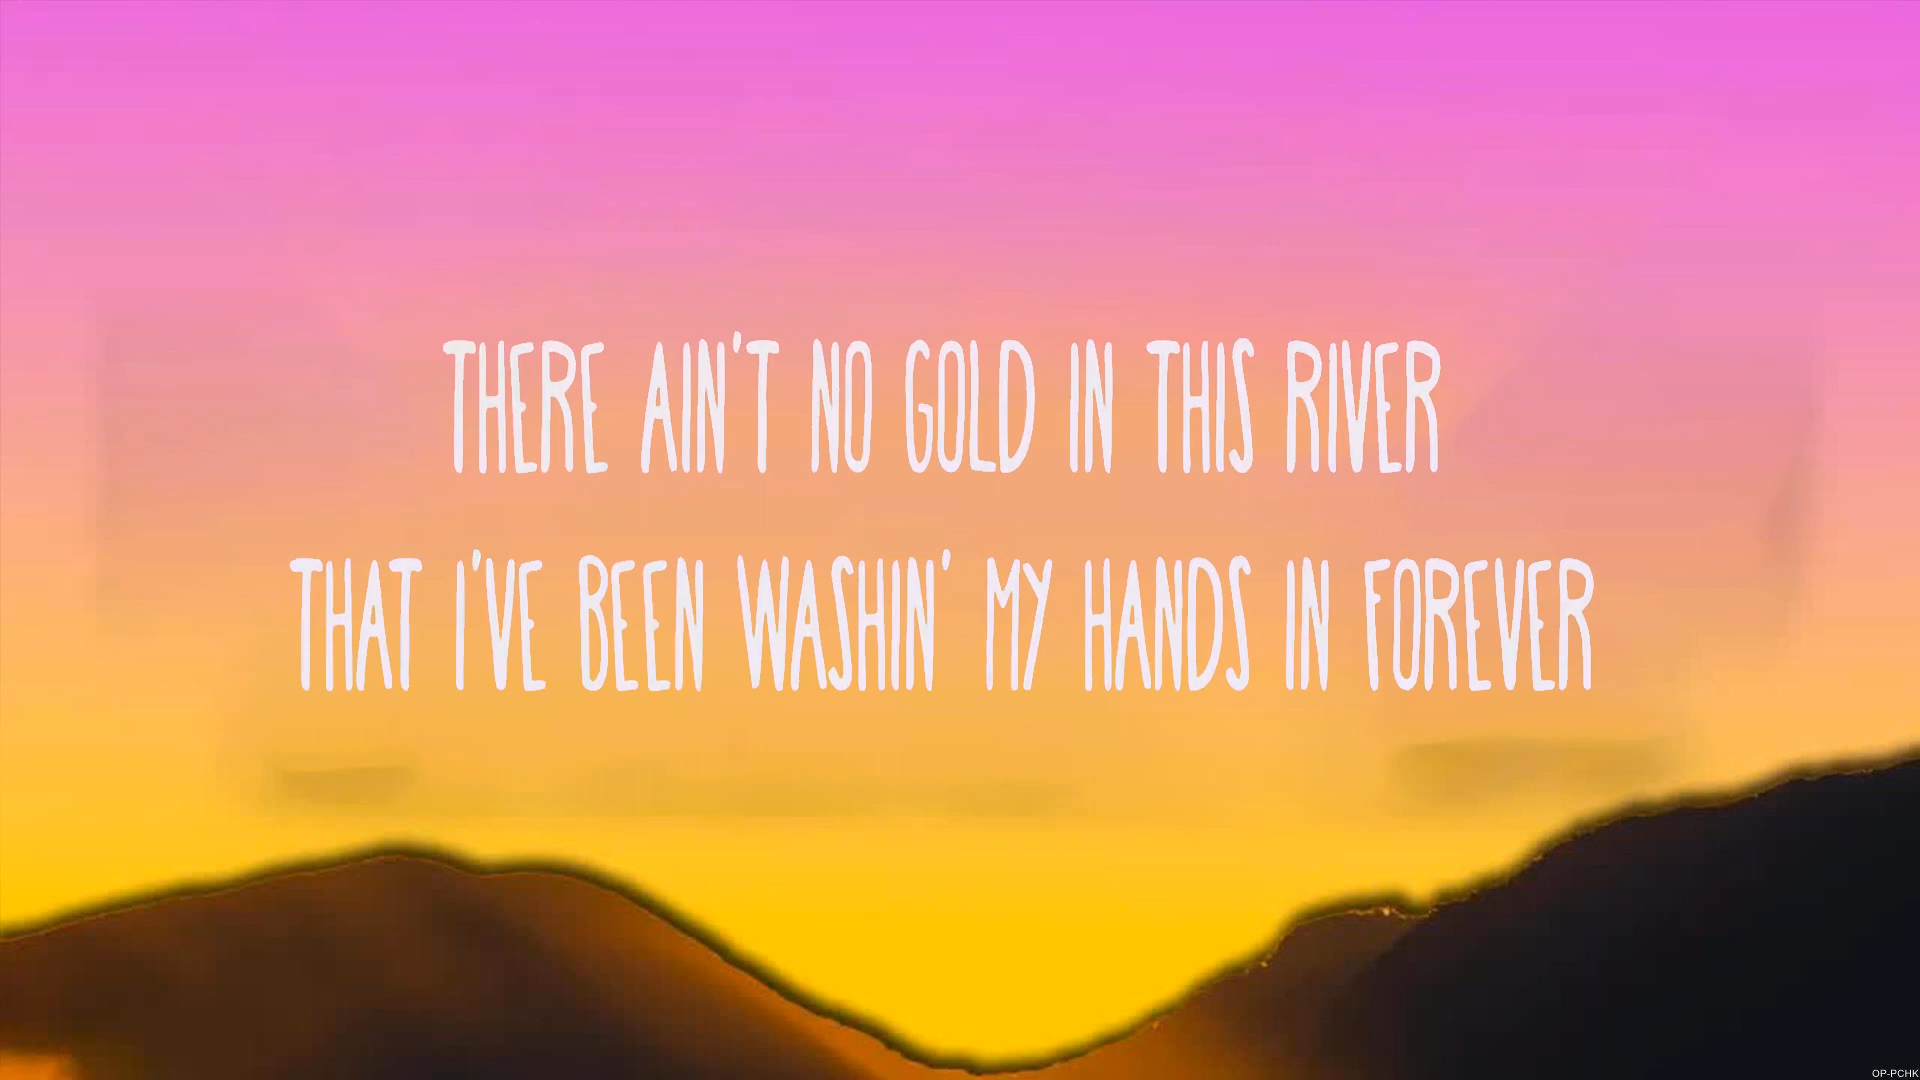 THERE AIN'T NO GOLD IN THIS RIVER
THAT I'VE BEEN WASHIN' MY HANDS IN FOREVER
OP-PCHK